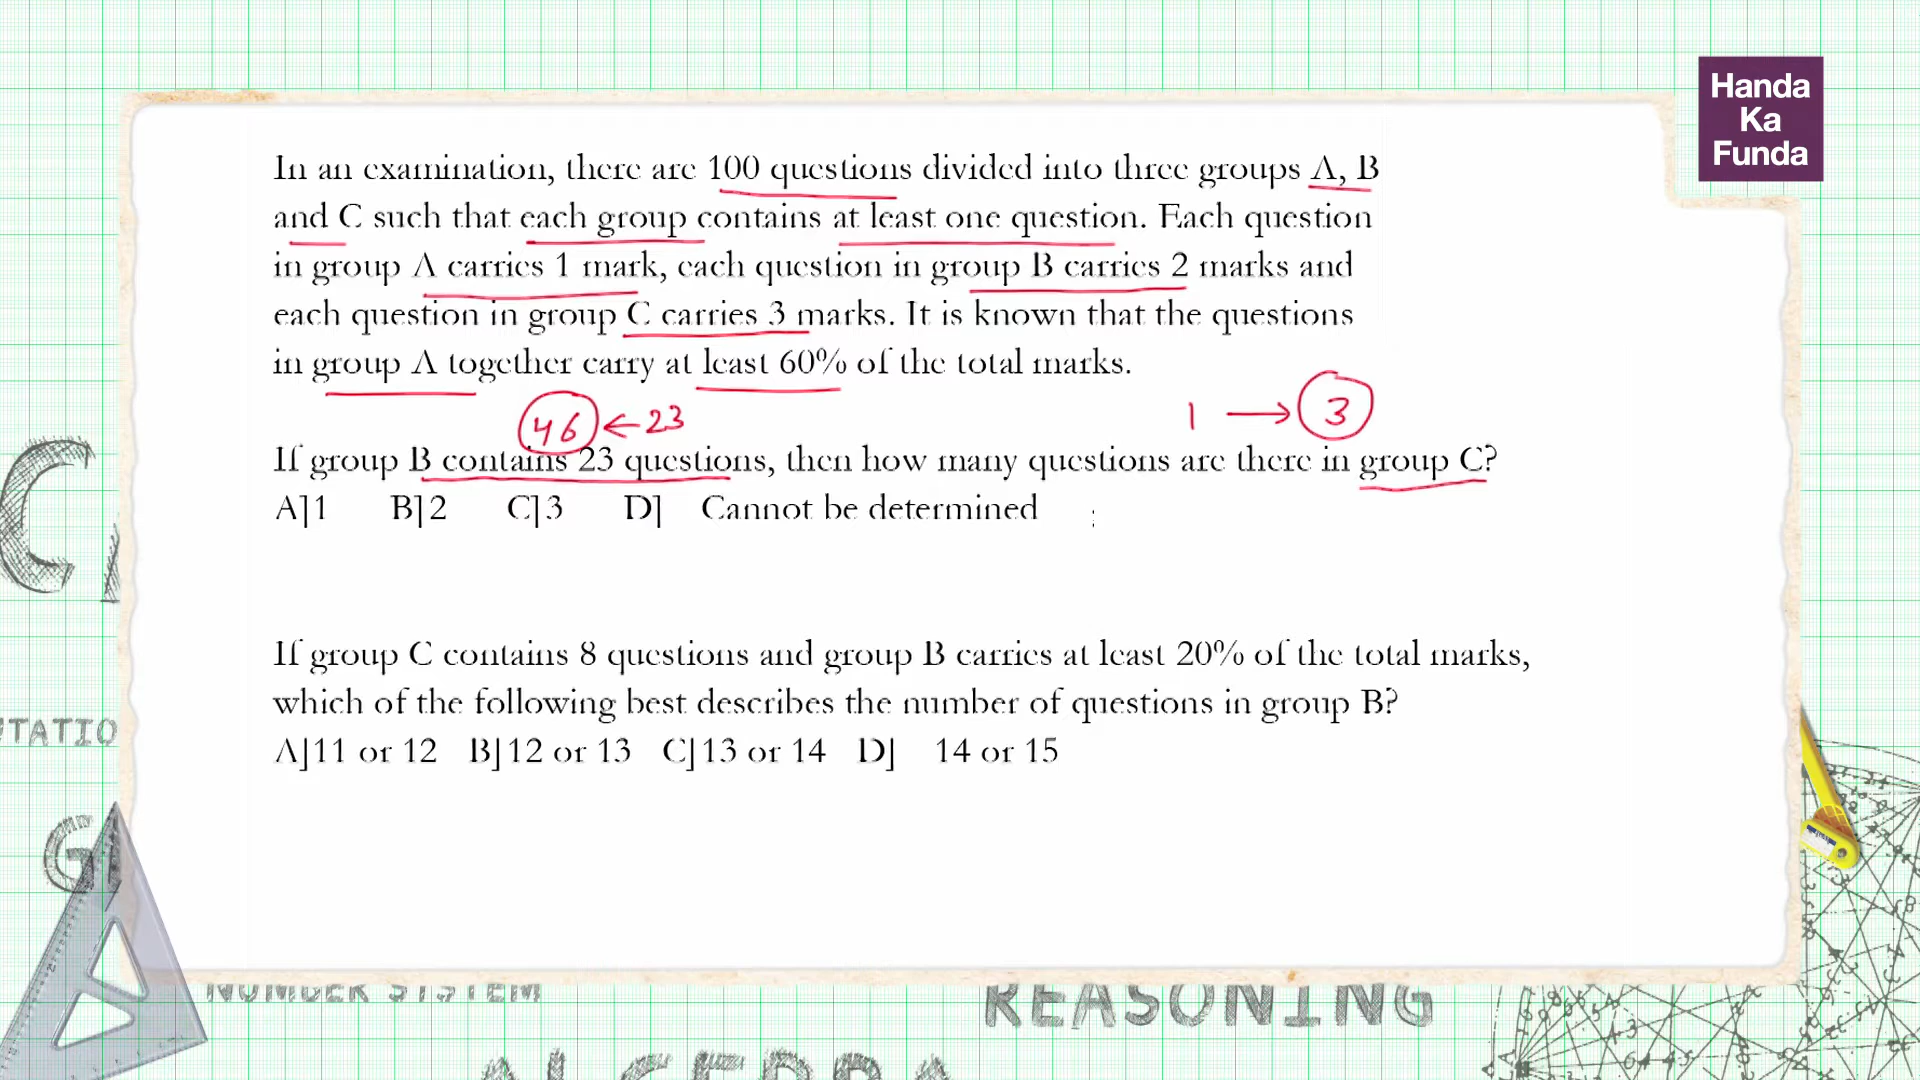 Handa
Ka
Funda
In an examination, there are 100 questions divided into three groups A, B
and C such that each group contains at least one question. Each question
in group A carries 1 mark, each question in group B carries 2 marks and
each question in group C carries 3 marks. It is known that the questions
in group A together carry at least 60% of the total marks.
46 ← 23
1 → 3
If group B contains 23 questions, then how many questions are there in group C?
A]1 B]2 C]3 D] Cannot be determined
If group C contains 8 questions and group B carries at least 20% of the total marks,
which of the following best describes the number of questions in group B?
A]11 or 12 B]12 or 13 C]13 or 14 D] 14 or 15
NUMBER SYSTEM
REASONING
ALGEBRA